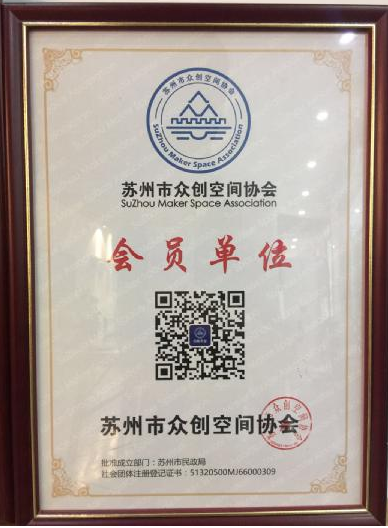 苏州市众创空间协会
SuZhou Maker Space Association
苏州市众创空间协会
SuZhou Maker Space Association
会员单位
苏州市众创空间协会
批准成立部门：苏州市民政局
社会团体注册登记证书：51320500MJ66000309